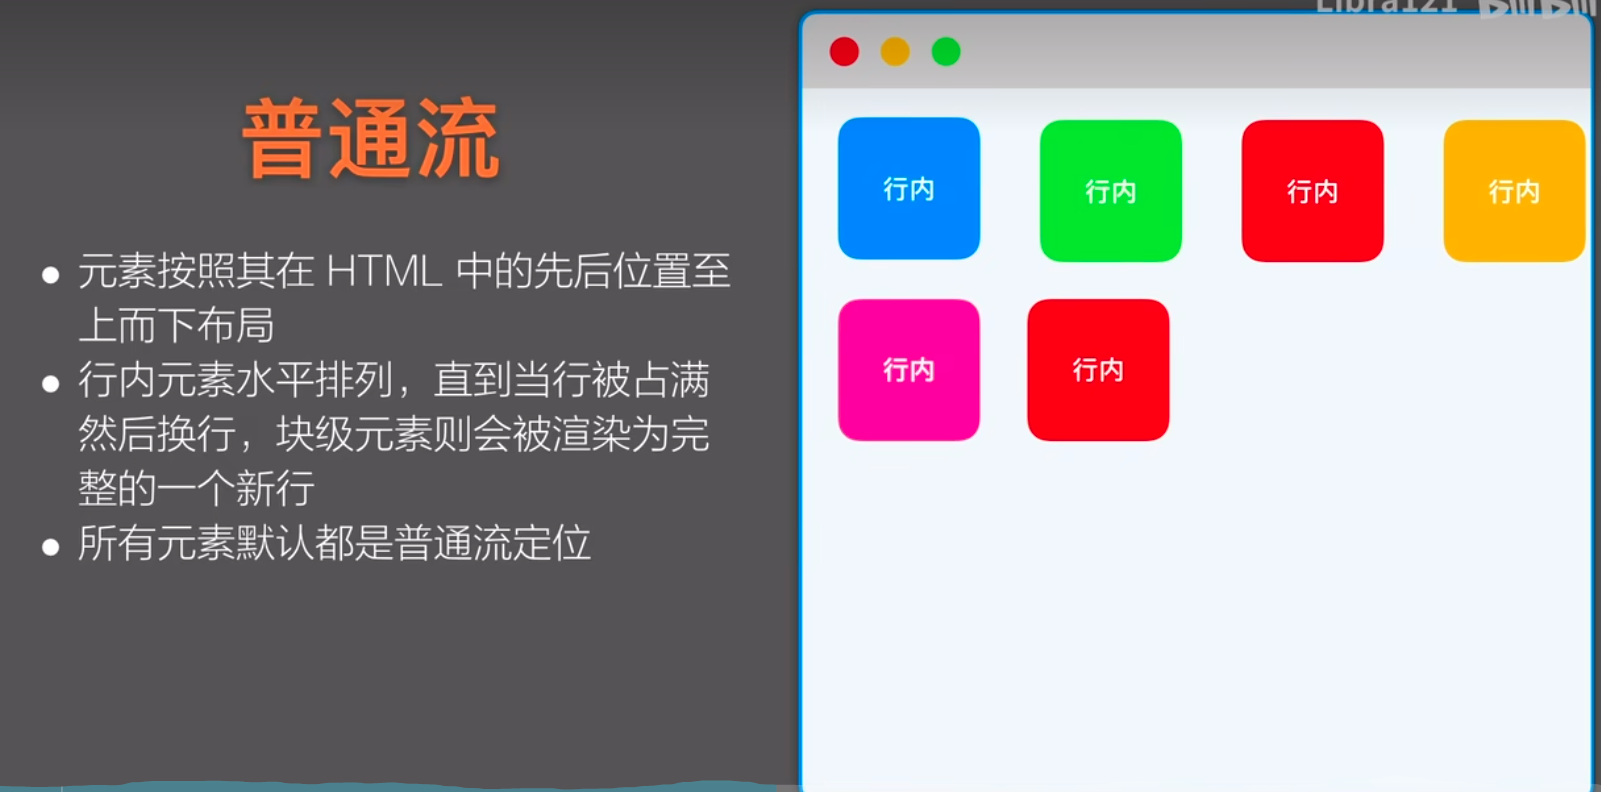 Libra121 bilibili
普通流
元素按照其在 HTML 中的先后位置至
上而下布局
行内元素水平排列，直到当行被占满
然后换行，块级元素则会被渲染为完
整的一个新行
所有元素默认都是普通流定位
行内 行内 行内 行内
行内 行内